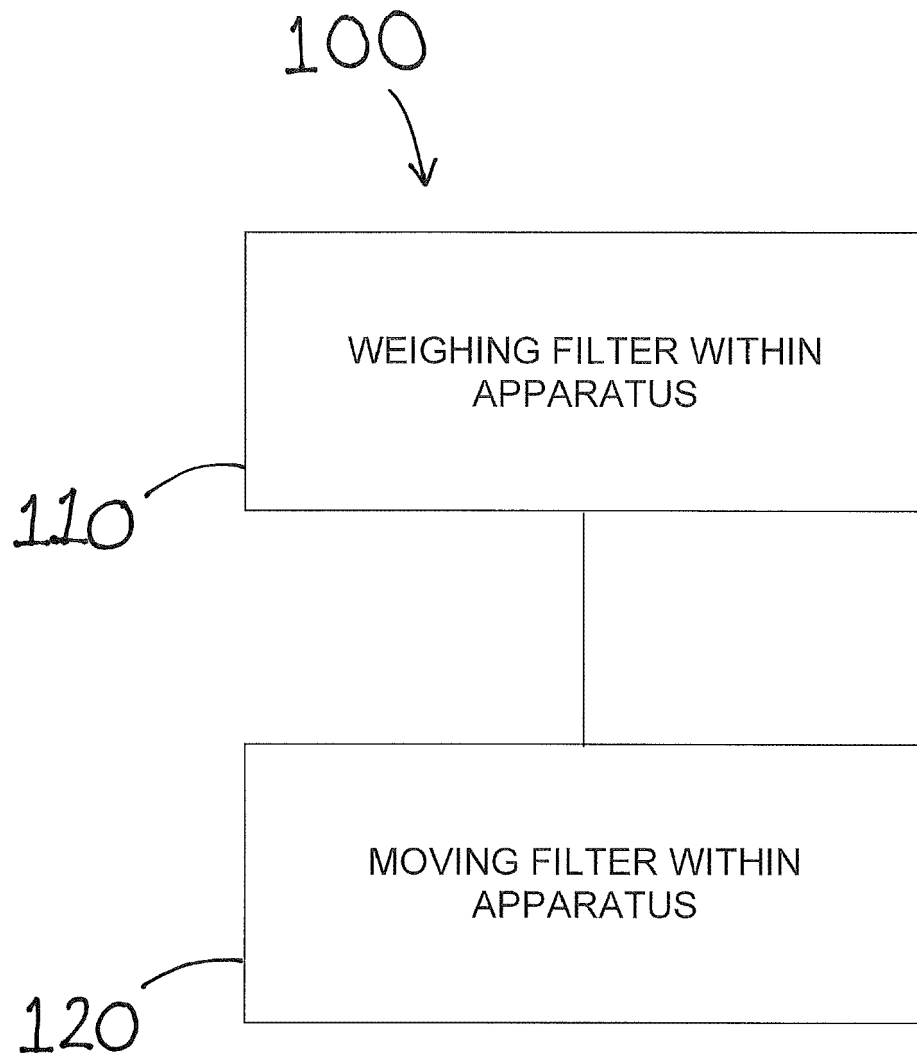 100
WEIGHING FILTER WITHIN
APPARATUS
110
MOVING FILTER WITHIN
APPARATUS
120